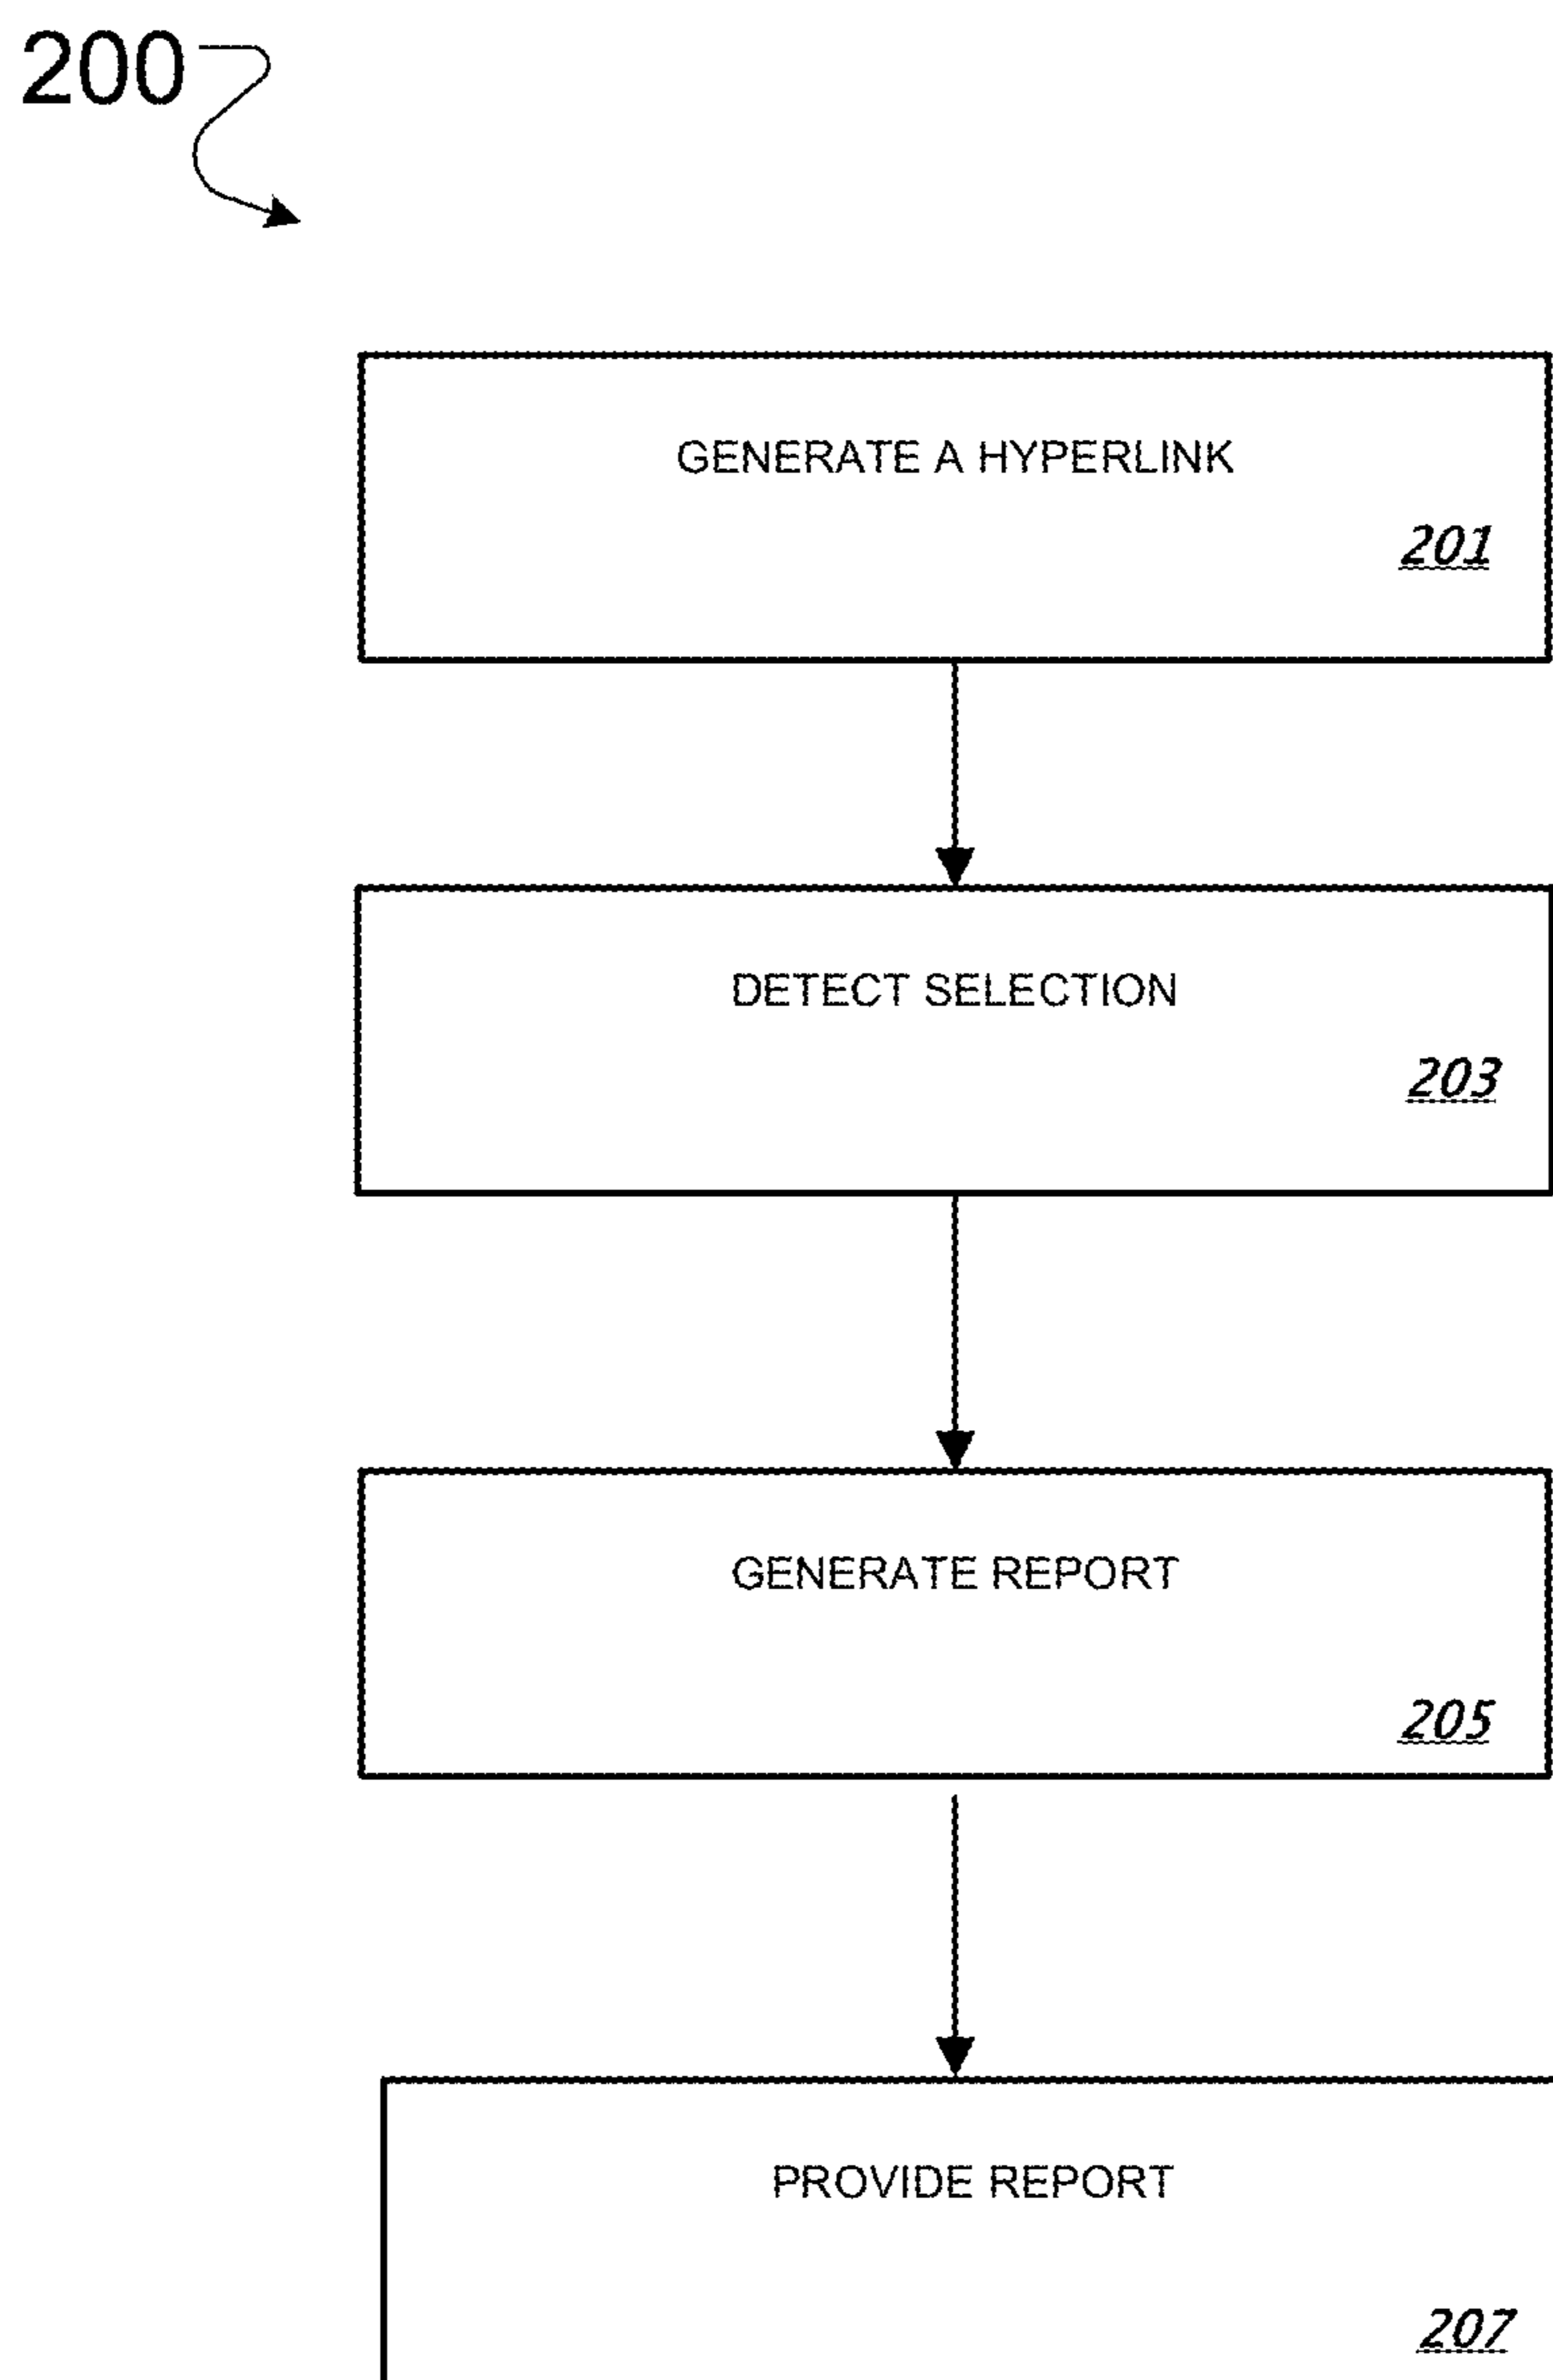 200
GENERATE A HYPERLINK
201
DETECT SELECTION
203
GENERATE REPORT
205
PROVIDE REPORT
207